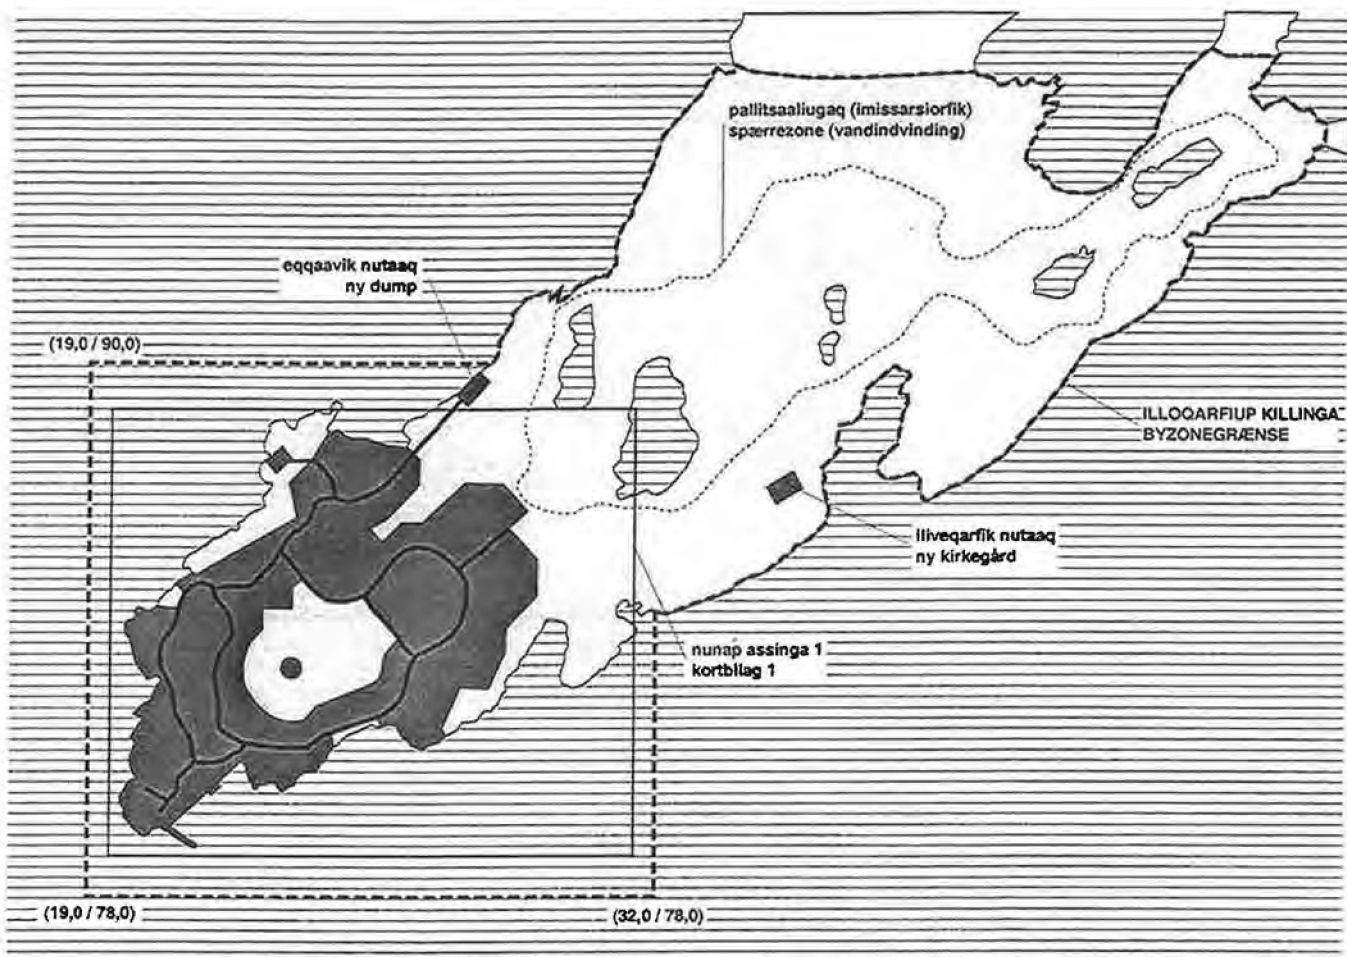 pallitsaaliugaq (imissarsiorfik)
spærrezone (vandindvinding)
eqqaavik nutaaq
ny dump
(19,0 / 90,0)
ILLOQARFIUP KILLINGA
BYZONEGRÆNSE
iliveqarfik nutaaq
ny kirkegård
nunap assinga 1
kortbilag 1
(19,0 / 78,0)
(32,0 / 78,0)